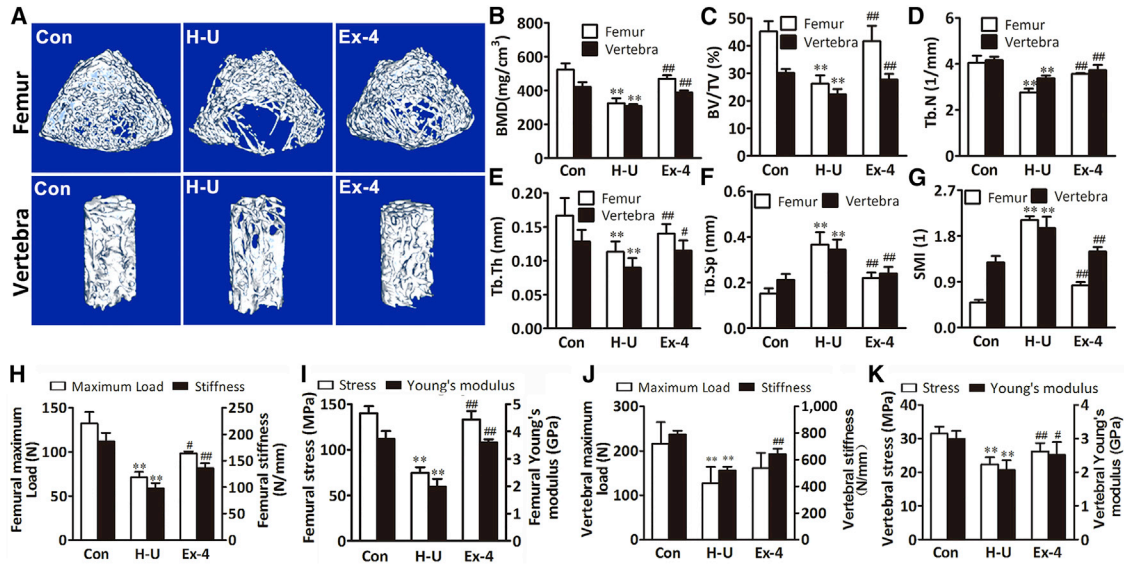 A
Con
H-U
Ex-4
Femur
Con
H-U
Ex-4
Vertebra
B
BMD(mg/cm3)
800
600
400
200
0
Femur
Vertebra
** **
##
##
Con
H-U
Ex-4
C
BV/TV (%)
50
40
30
20
10
0
Femur
Vertebra
**
**
##
##
Con
H-U
Ex-4
D
Tb.N (1/mm)
6
4
2
0
Femur
Vertebra
**
**
##
##
Con
H-U
Ex-4
E
Tb.Th (mm)
0.20
0.15
0.10
0.05
0.00
Femur
Vertebra
**
**
##
#
Con
H-U
Ex-4
F
Tb.Sp (mm)
0.6
0.4
0.2
0.0
Femur
Vertebra
**
**
##
##
Con
H-U
Ex-4
G
SMI (1)
2.7
1.8
0.9
0.0
Femur
Vertebra
** **
##
##
Con
H-U
Ex-4
H
Maximum Load
Stiffness
Femoral maximum
Load (N)
150
100
50
0
**
**
#
##
Con
H-U
Ex-4
250
200
150
100
50
0
Femoral stiffness
(N/mm)
I
Stress
Young's modulus
Femoral stress (MPa)
150
100
50
0
**
**
##
##
Con
H-U
Ex-4
5
4
3
2
1
0
Femoral Young's
modulus (GPa)
J
Maximum Load
Stiffness
Vertebral maximum
load (N)
300
200
100
0
** **
##
Con
H-U
Ex-4
1,000
800
600
400
200
0
Vertebral stiffness
(N/mm)
K
Stress
Young's modulus
Vertebral stress (MPa)
40
30
20
10
0
** **
##
#
Con
H-U
Ex-4
4
3
2
1
0
Vertebral Young's
modulus (GPa)